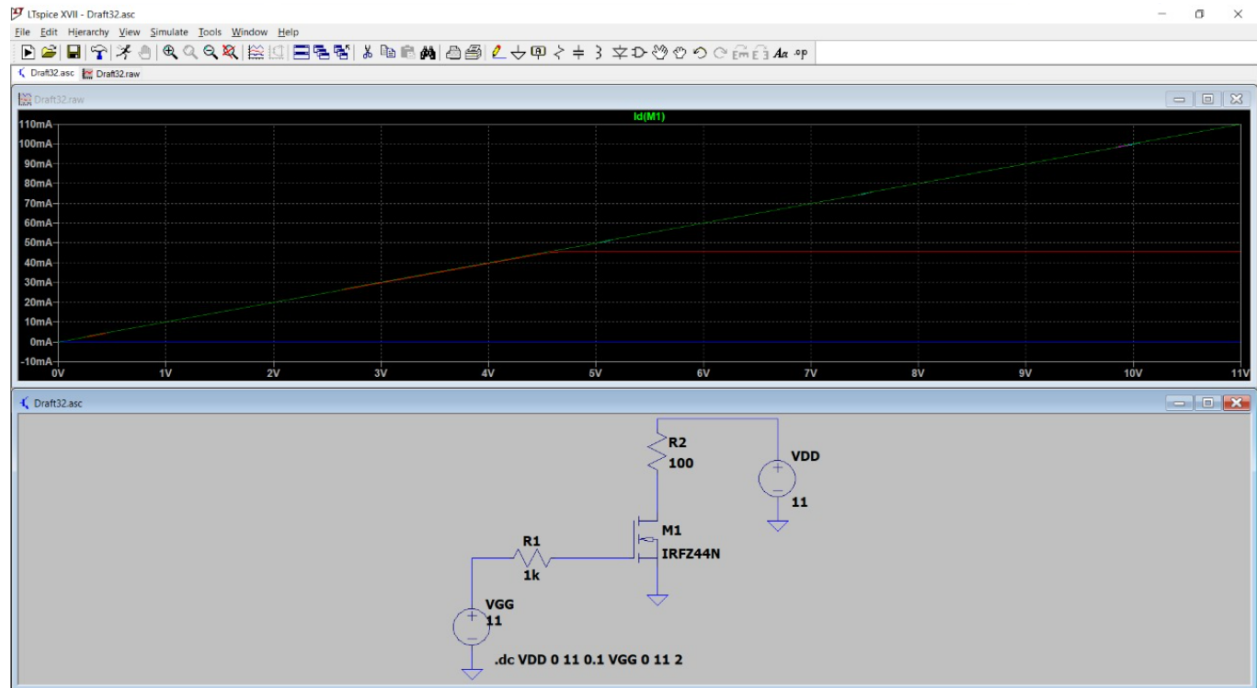 LTspice XVII - Draft32.asc
File Edit Hierarchy View Simulate Tools Window Help
Draft32.asc Draft32.raw
Draft32.raw
Id(M1)
110mA
100mA
90mA
80mA
70mA
60mA
50mA
40mA
30mA
20mA
10mA
0mA
-10mA
0V 1V 2V 3V 4V 5V 6V 7V 8V 9V 10V 11V
Draft32.asc
R2
100
VDD
11
M1
IRFZ44N
R1
1k
VGG
11
.dc VDD 0 11 0.1 VGG 0 11 2